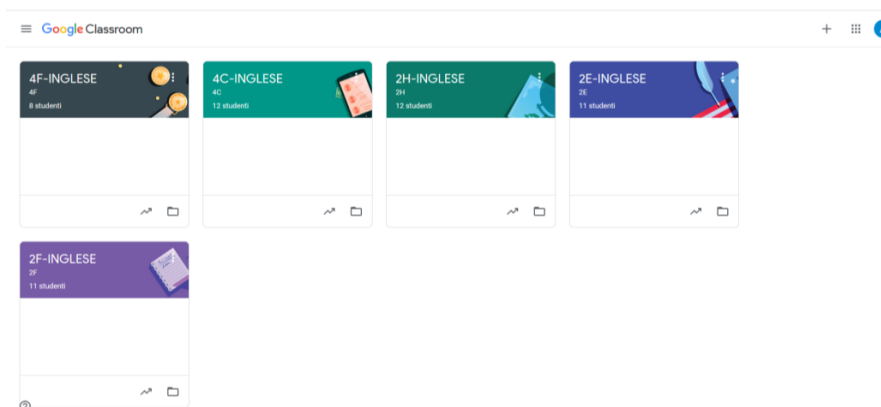 Google Classroom
4F-INGLESE
4F
8 studenti
4C-INGLESE
4C
12 studenti
2H-INGLESE
2H
12 studenti
2E-INGLESE
2E
11 studenti
2F-INGLESE
2F
11 studenti